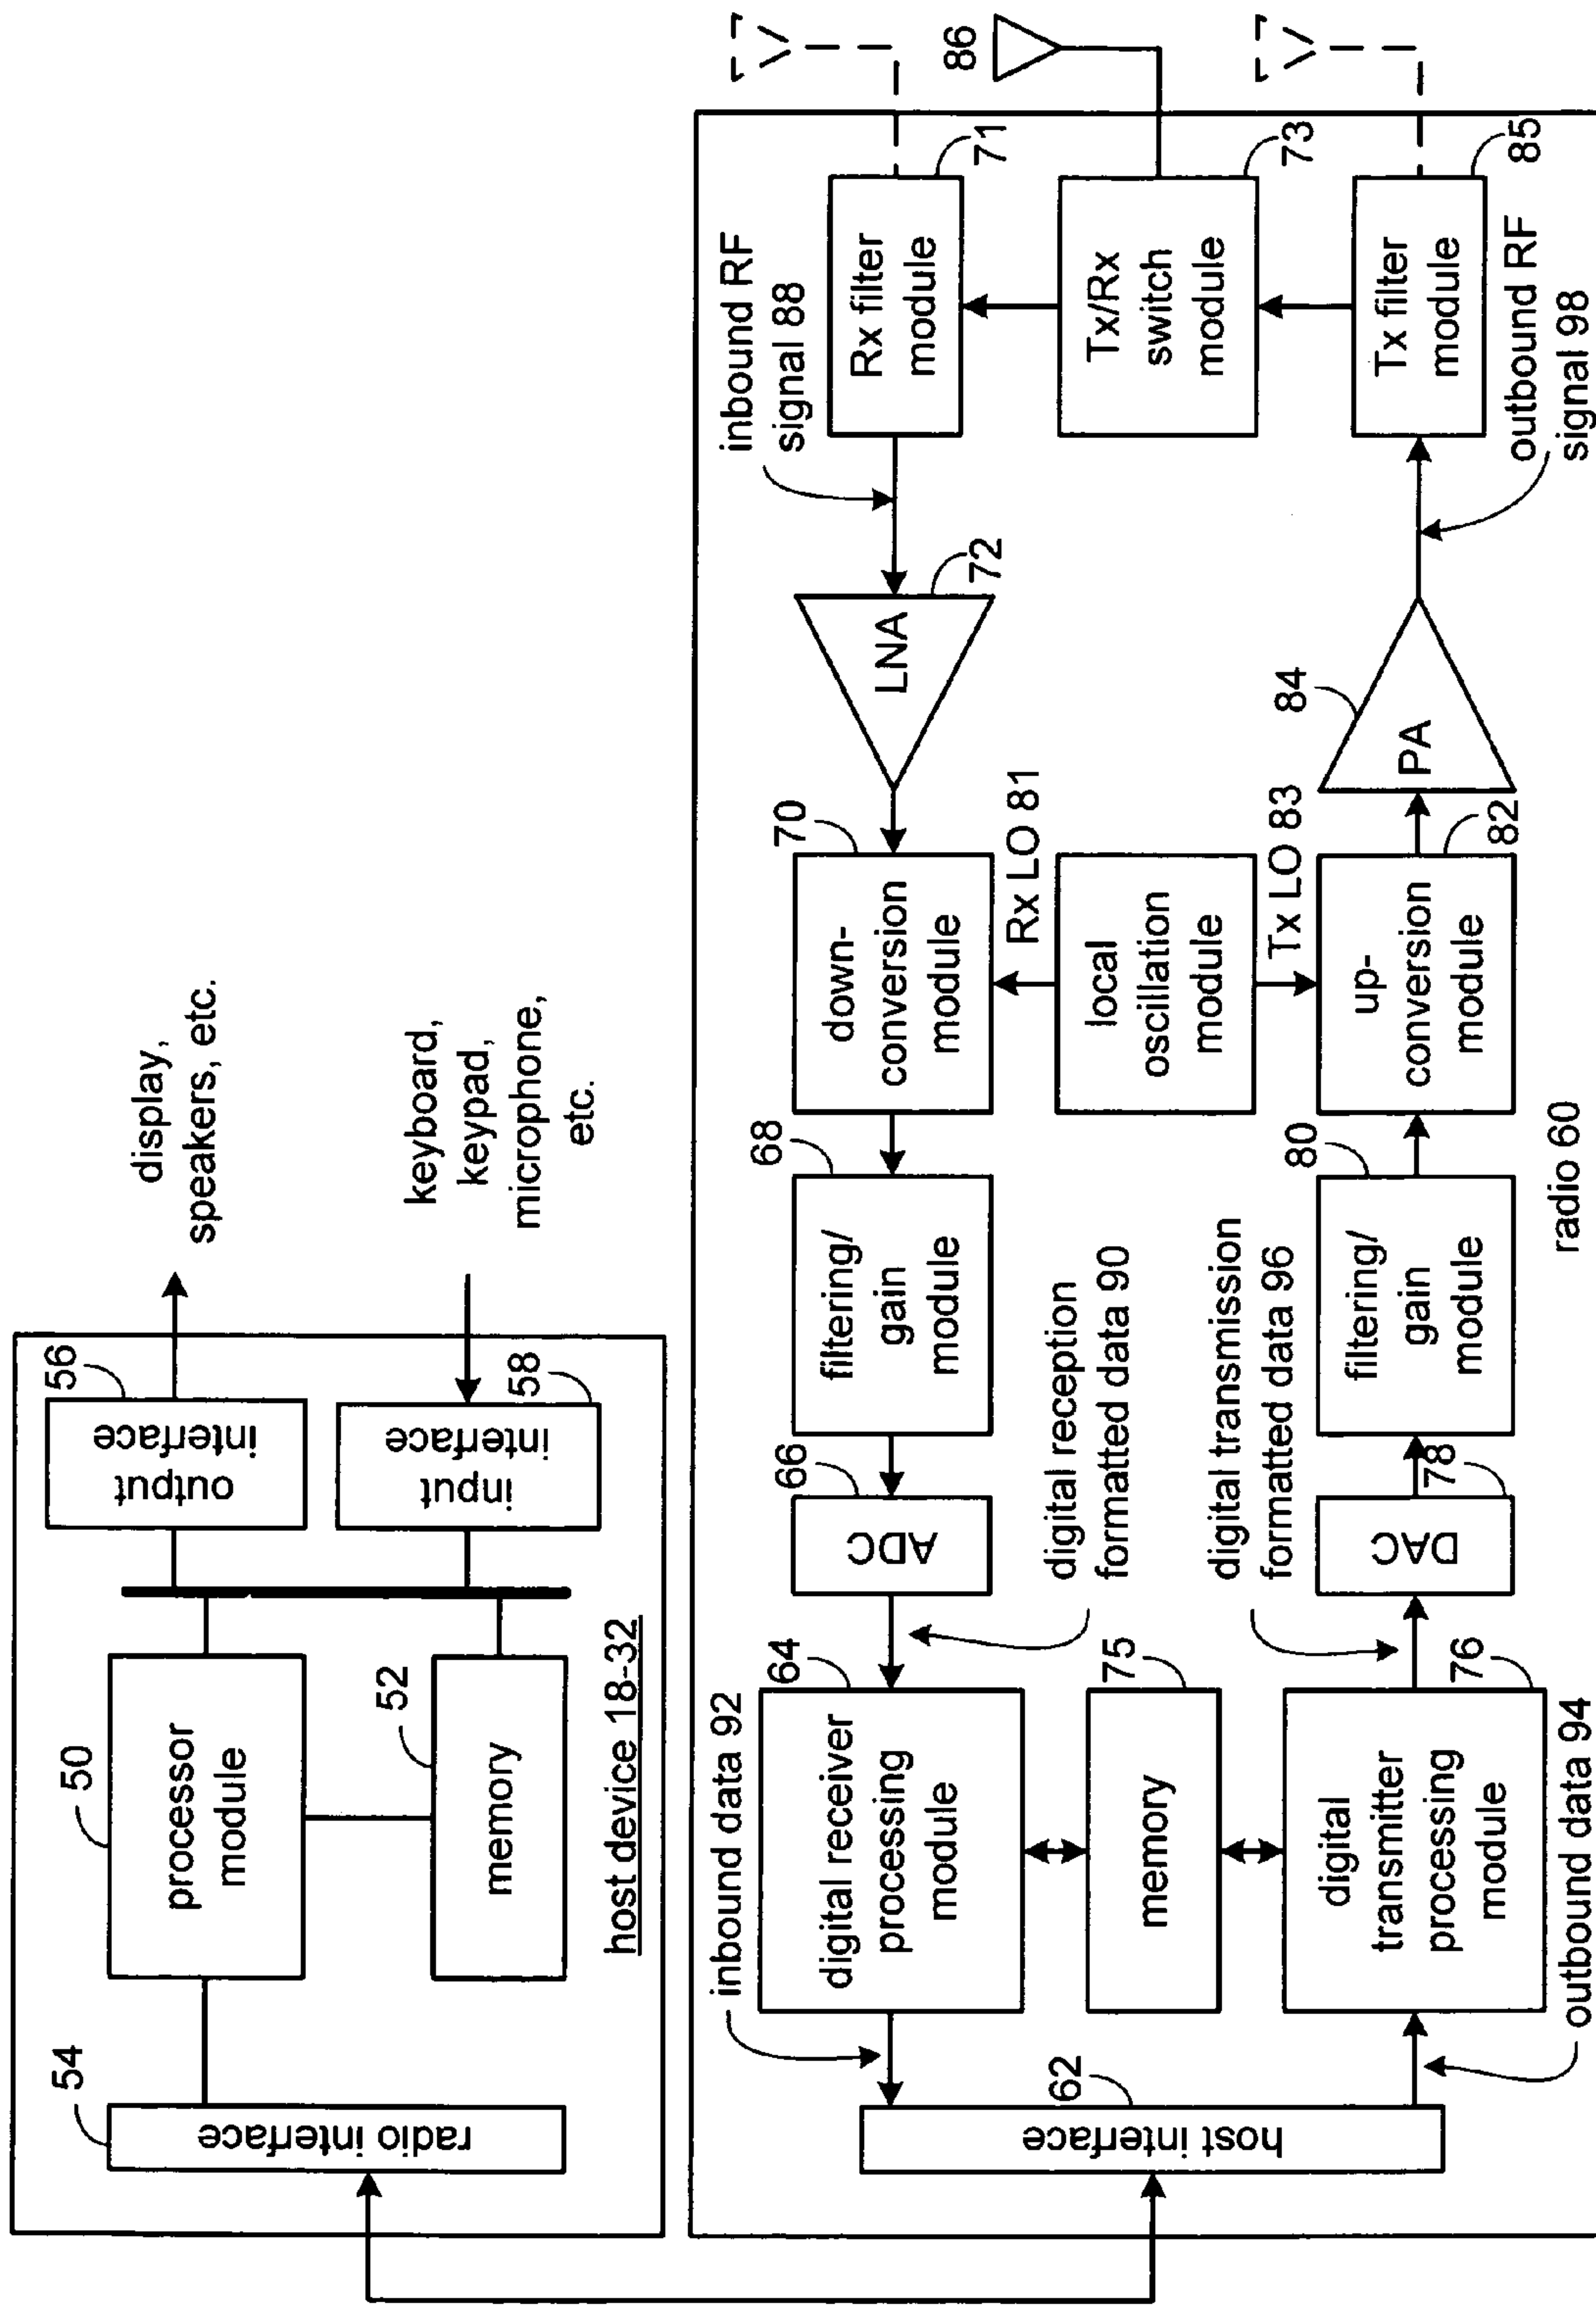 display,
speakers, etc.
keyboard,
keypad,
microphone,
etc.
54
radio interface
50
processor
module
52
memory
56
output
interface
58
input
interface
host device 18-32
62
host interface
inbound data 92
64
digital receiver
processing
module
75
memory
76
digital
transmitter
processing
module
outbound data 94
66
ADC
digital reception
formatted data 90
digital transmission
formatted data 96
78
DAC
68
filtering/
gain
module
80
filtering/
gain
module
radio 60
70
down-
conversion
module
Rx LO 81
local
oscillation
module
Tx LO 83
up-
conversion
module
82
LNA
72
84
PA
inbound RF
signal 88
Rx filter
module
71
Tx/Rx
switch
module
73
Tx filter
module
85
outbound RF
signal 98
86